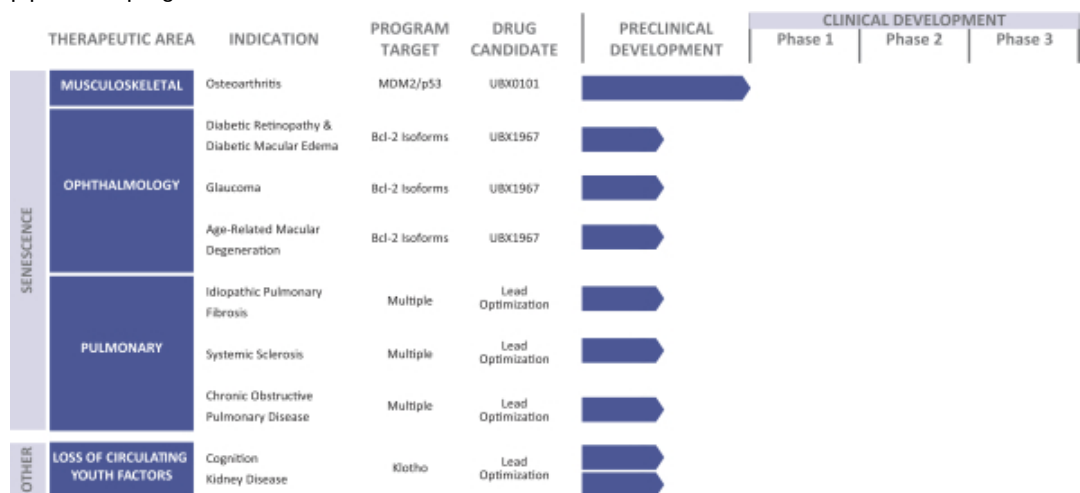 CLINICAL DEVELOPMENT
THERAPEUTIC AREA INDICATION PROGRAM TARGET DRUG CANDIDATE PRECLINICAL DEVELOPMENT Phase 1 Phase 2 Phase 3
SENESCENCE
MUSCULOSKELETAL Osteoarthritis MDM2/p53 UBX0101
OPHTHALMOLOGY
Diabetic Retinopathy &
Diabetic Macular Edema Bcl-2 Isoforms UBX1967
Glaucoma Bcl-2 Isoforms UBX1967
Age-Related Macular
Degeneration Bcl-2 Isoforms UBX1967
PULMONARY
Idiopathic Pulmonary
Fibrosis Multiple Lead Optimization
Systemic Sclerosis Multiple Lead Optimization
Chronic Obstructive
Pulmonary Disease Multiple Lead Optimization
OTHER
LOSS OF CIRCULATING
YOUTH FACTORS
Cognition
Kidney Disease Klotho Lead Optimization